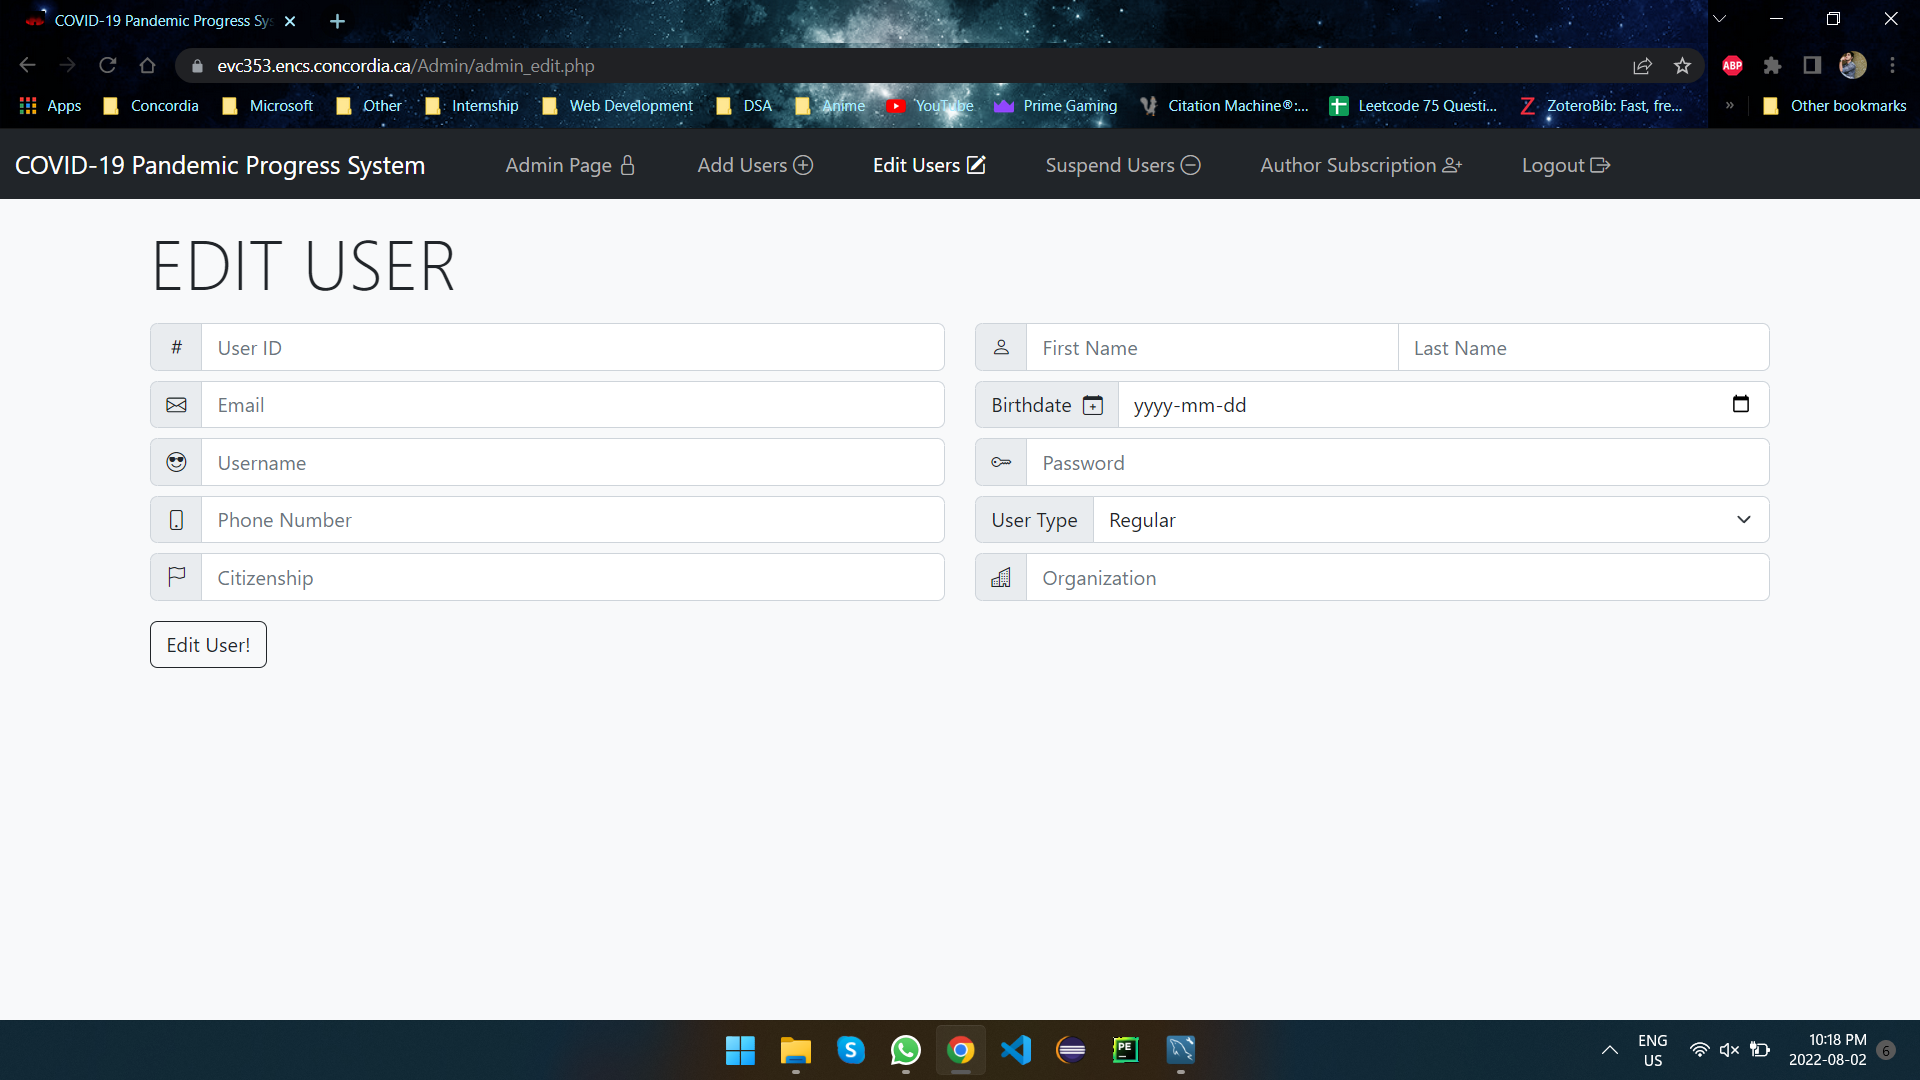 COVID-19 Pandemic Progress Sy
evc353.encs.concordia.ca/Admin/admin_edit.php
ABP
Apps Concordia Microsoft Other Internship Web Development DSA Anime YouTube Prime Gaming Citation Machine®:... Leetcode 75 Questi... ZoteroBib: Fast, fre... » Other bookmarks
COVID-19 Pandemic Progress System Admin Page Add Users Edit Users Suspend Users Author Subscription Logout
EDIT USER
# User ID First Name Last Name
Email Birthdate yyyy-mm-dd
Username Password
Phone Number User Type Regular
Citizenship Organization
Edit User!
ENG 10:18 PM
US 2022-08-02 6
S PE